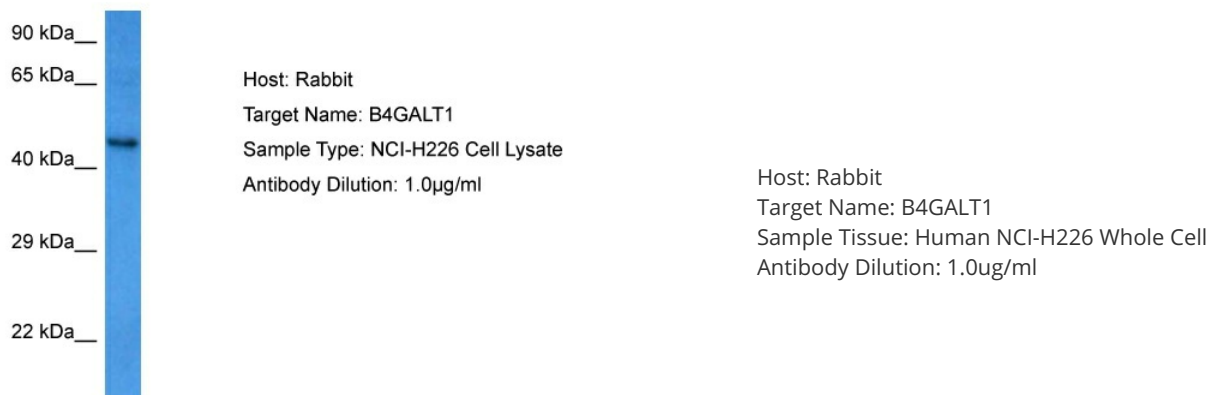 90 kDa__
65 kDa__
40 kDa__
29 kDa__
22 kDa__
Host: Rabbit
Target Name: B4GALT1
Sample Type: NCI-H226 Cell Lysate
Antibody Dilution: 1.0µg/ml
Host: Rabbit
Target Name: B4GALT1
Sample Tissue: Human NCI-H226 Whole Cell
Antibody Dilution: 1.0ug/ml